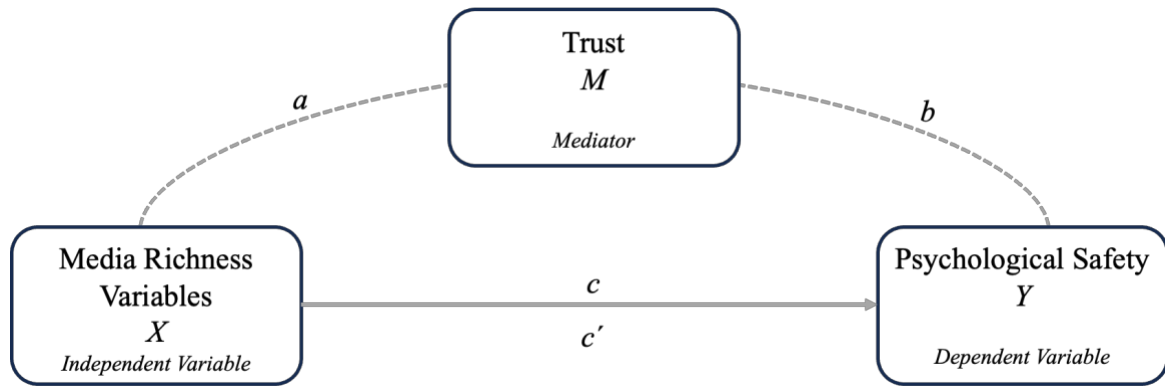 Trust
M
Mediator
a
b
Media Richness
Variables
X
Independent Variable
c
c′
Psychological Safety
Y
Dependent Variable